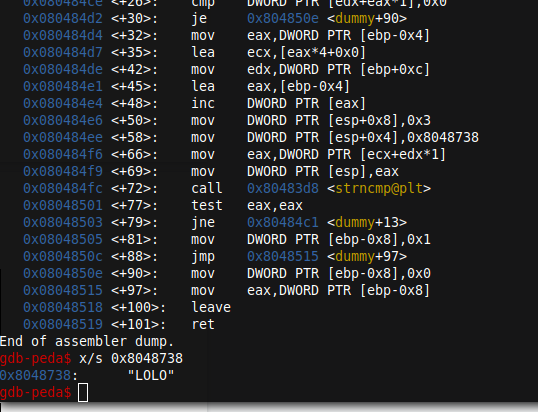 0x080484ce <+26>: cmp DWORD PTR [edx+eax*1],0x0
0x080484d2 <+30>: je 0x804850e <dummy+90>
0x080484d4 <+32>: mov eax,DWORD PTR [ebp-0x4]
0x080484d7 <+35>: lea ecx,[eax*4+0x0]
0x080484de <+42>: mov edx,DWORD PTR [ebp+0xc]
0x080484e1 <+45>: lea eax,[ebp-0x4]
0x080484e4 <+48>: inc DWORD PTR [eax]
0x080484e6 <+50>: mov DWORD PTR [esp+0x8],0x3
0x080484ee <+58>: mov DWORD PTR [esp+0x4],0x8048738
0x080484f6 <+66>: mov eax,DWORD PTR [ecx+edx*1]
0x080484f9 <+69>: mov DWORD PTR [esp],eax
0x080484fc <+72>: call 0x80483d8 <strncmp@plt>
0x08048501 <+77>: test eax,eax
0x08048503 <+79>: jne 0x80484c1 <dummy+13>
0x08048505 <+81>: mov DWORD PTR [ebp-0x8],0x1
0x0804850c <+88>: jmp 0x8048515 <dummy+97>
0x0804850e <+90>: mov DWORD PTR [ebp-0x8],0x0
0x08048515 <+97>: mov eax,DWORD PTR [ebp-0x8]
0x08048518 <+100>: leave
0x08048519 <+101>: ret
End of assembler dump.
gdb-peda$ x/s 0x8048738
0x8048738: "LOLO"
gdb-peda$